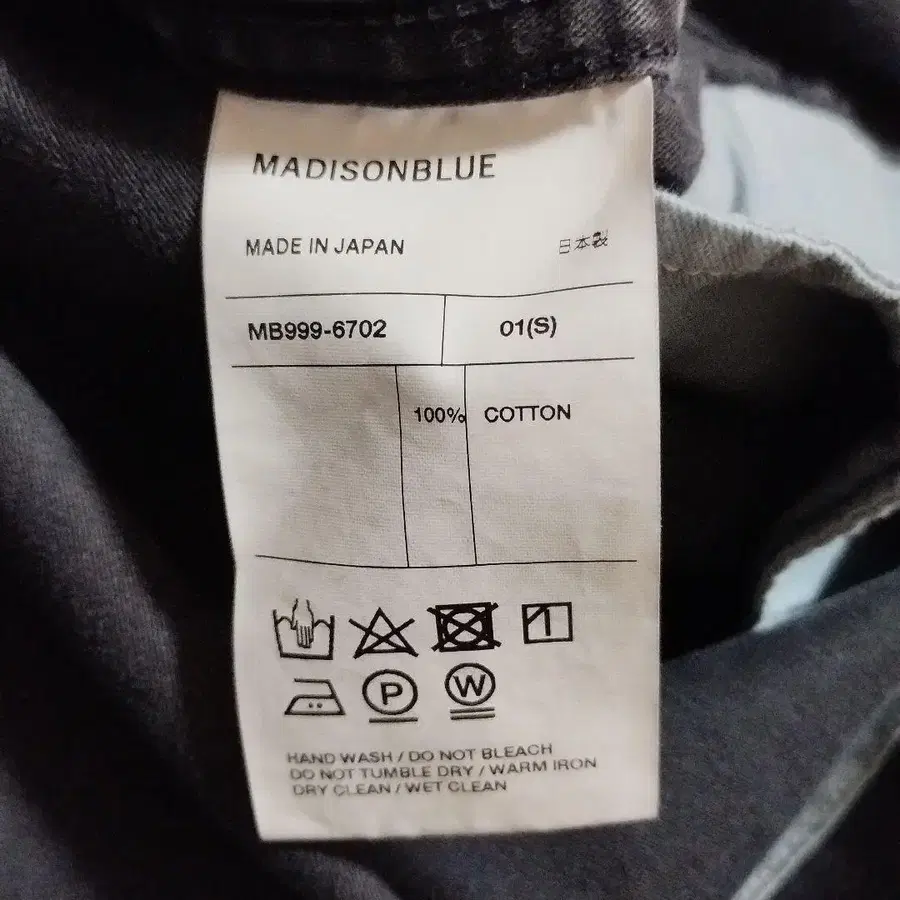 MADISONBLUE
MADE IN JAPAN 日本製
MB999-6702 01(S)
100% COTTON
P W
HAND WASH / DO NOT BLEACH
DO NOT TUMBLE DRY / WARM IRON
DRY CLEAN / WET CLEAN